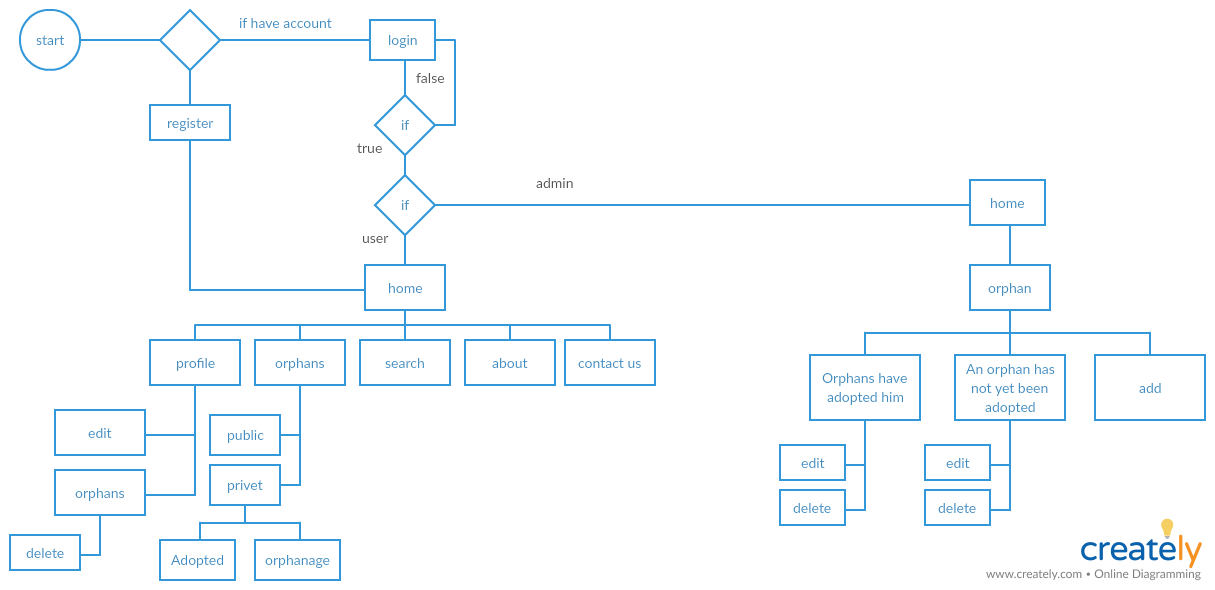 if have account
start
login
false
register
if
true
admin
if
home
user
home
orphan
profile
orphans
search
about
contact us
Orphans have
adopted him
An orphan has
not yet been
adopted
add
edit
public
edit
edit
orphans
privet
delete
delete
delete
Adopted
orphanage
creately
www.creately.com • Online Diagramming